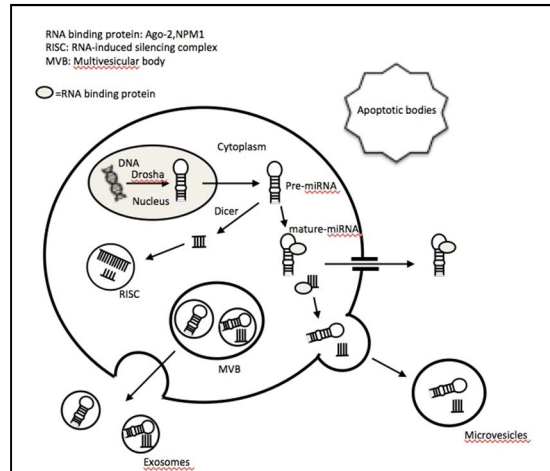 RNA binding protein: Ago-2,NPM1
RISC: RNA-induced silencing complex
MVB: Multivesicular body
=RNA binding protein
Apoptotic bodies
Cytoplasm
DNA
Drosha
Nucleus
Pre-miRNA
Dicer
mature-miRNA
RISC
MVB
Microvesicles
Exosomes